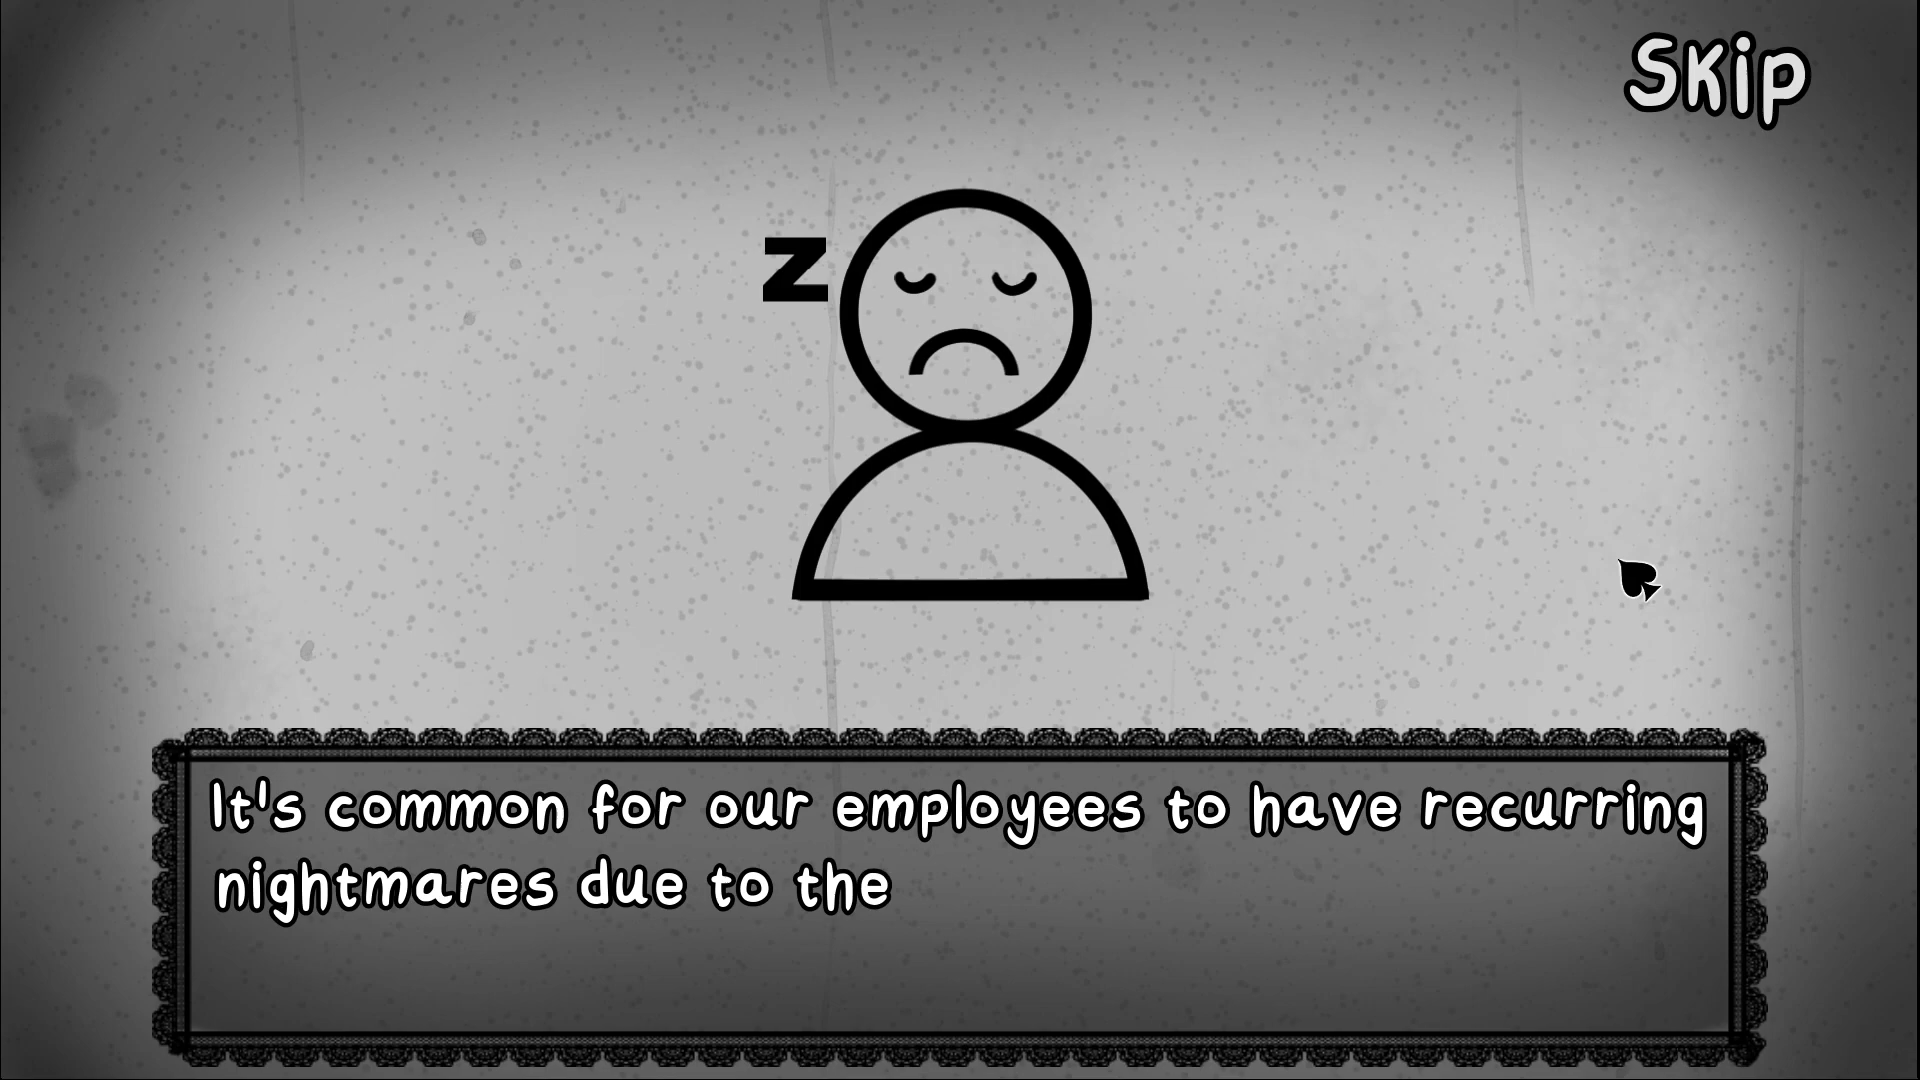 Skip
Z
It's common for our employees to have recurring
nightmares due to the